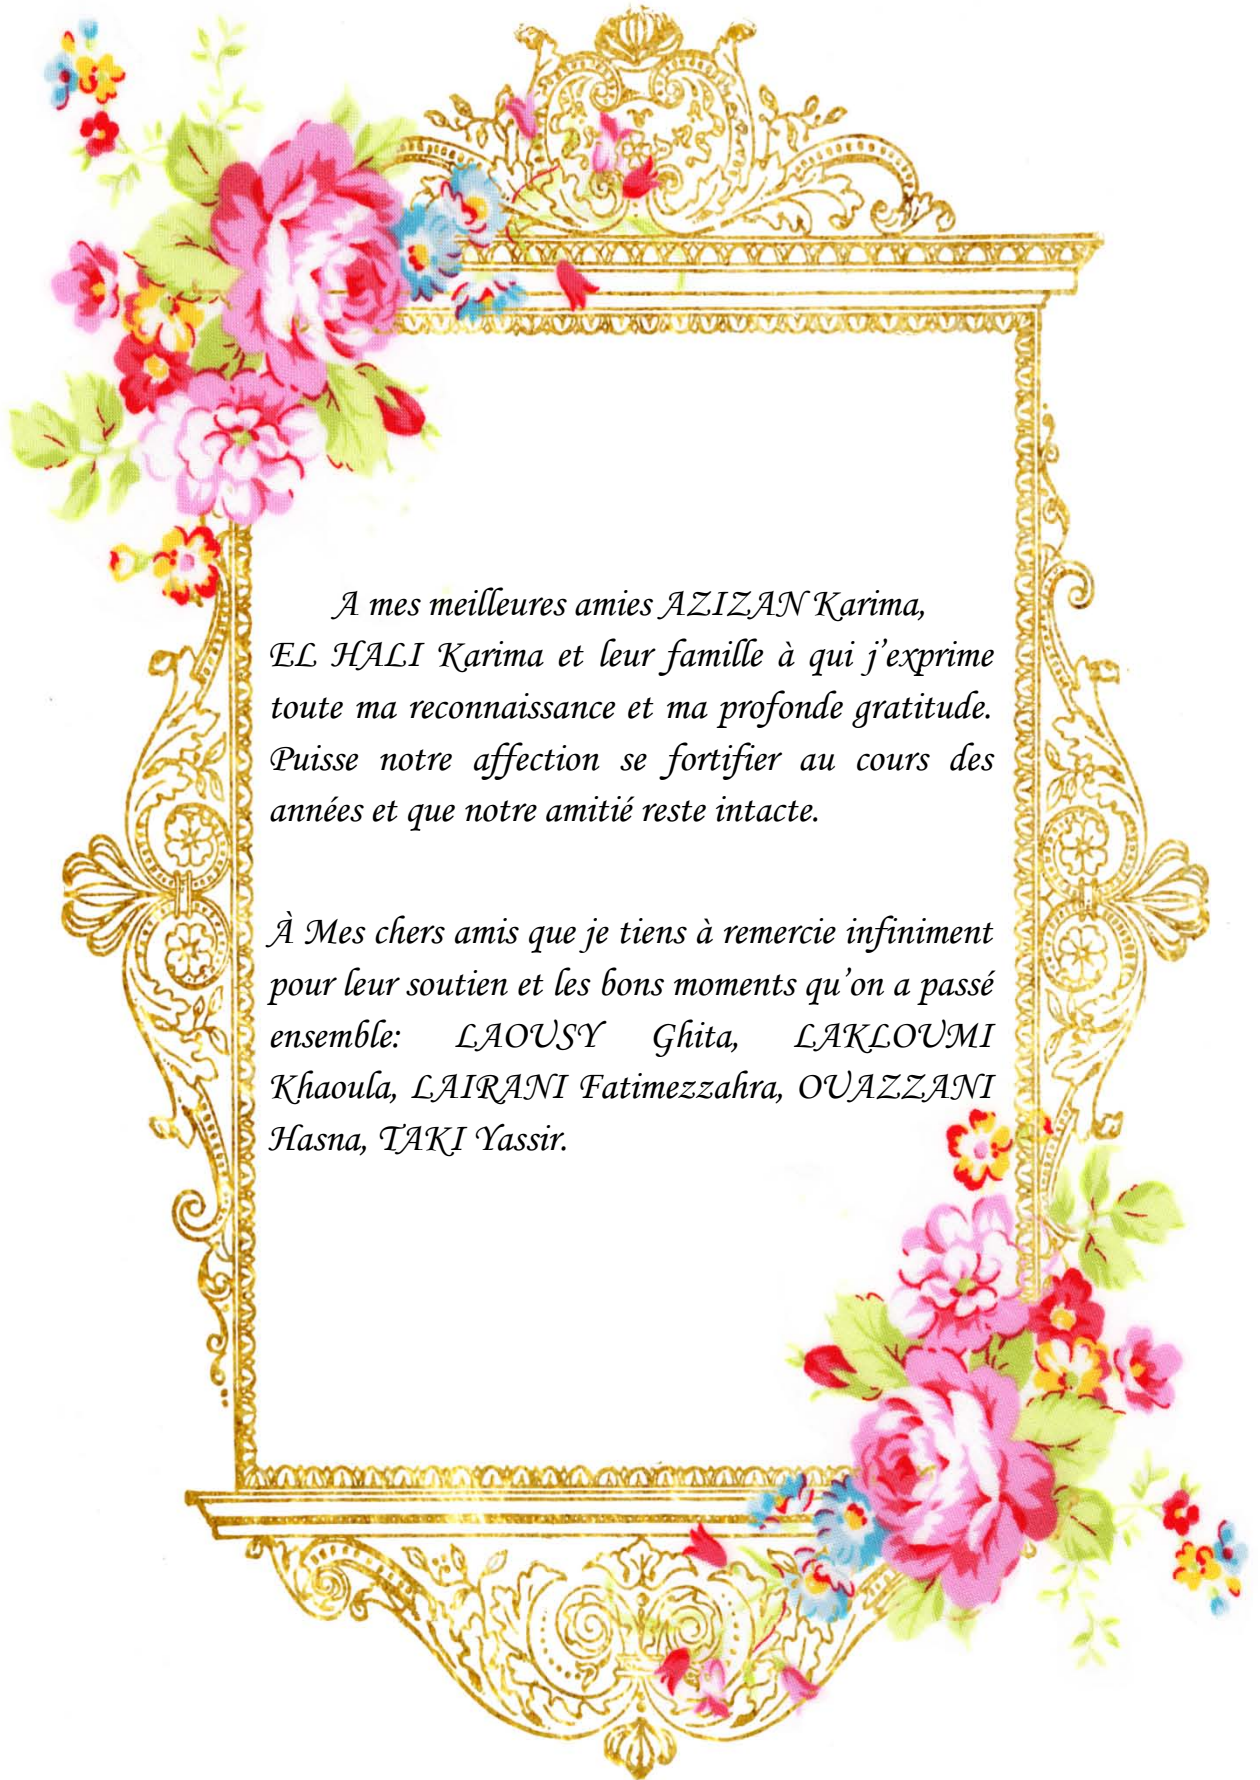 A mes meilleures amies AZIZAN Karima,
EL HALI Karima et leur famille à qui j’exprime
toute ma reconnaissance et ma profonde gratitude.
Puisse notre affection se fortifier au cours des
années et que notre amitié reste intacte.
À Mes chers amis que je tiens à remercie infiniment
pour leur soutien et les bons moments qu’on a passé
ensemble: LAOUSY Ghita, LAKLOUMI
Khaoula, LAIRANI Fatimezzahra, OUAZZANI
Hasna, TAKI Yassir.